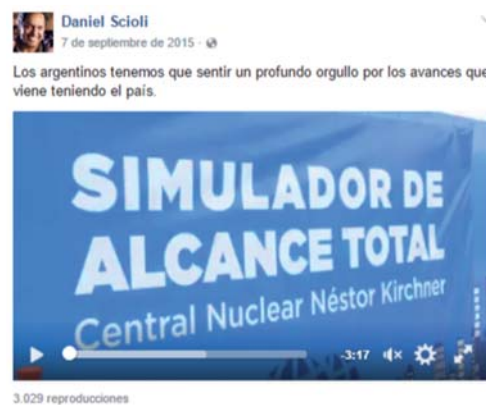 Daniel Scioli
7 de septiembre de 2015 ·
Los argentinos tenemos que sentir un profundo orgullo por los avances que
viene teniendo el país.
SIMULADOR DE
ALCANCE TOTAL
Central Nuclear Néstor Kirchner
-3:17
3.029 reproducciones